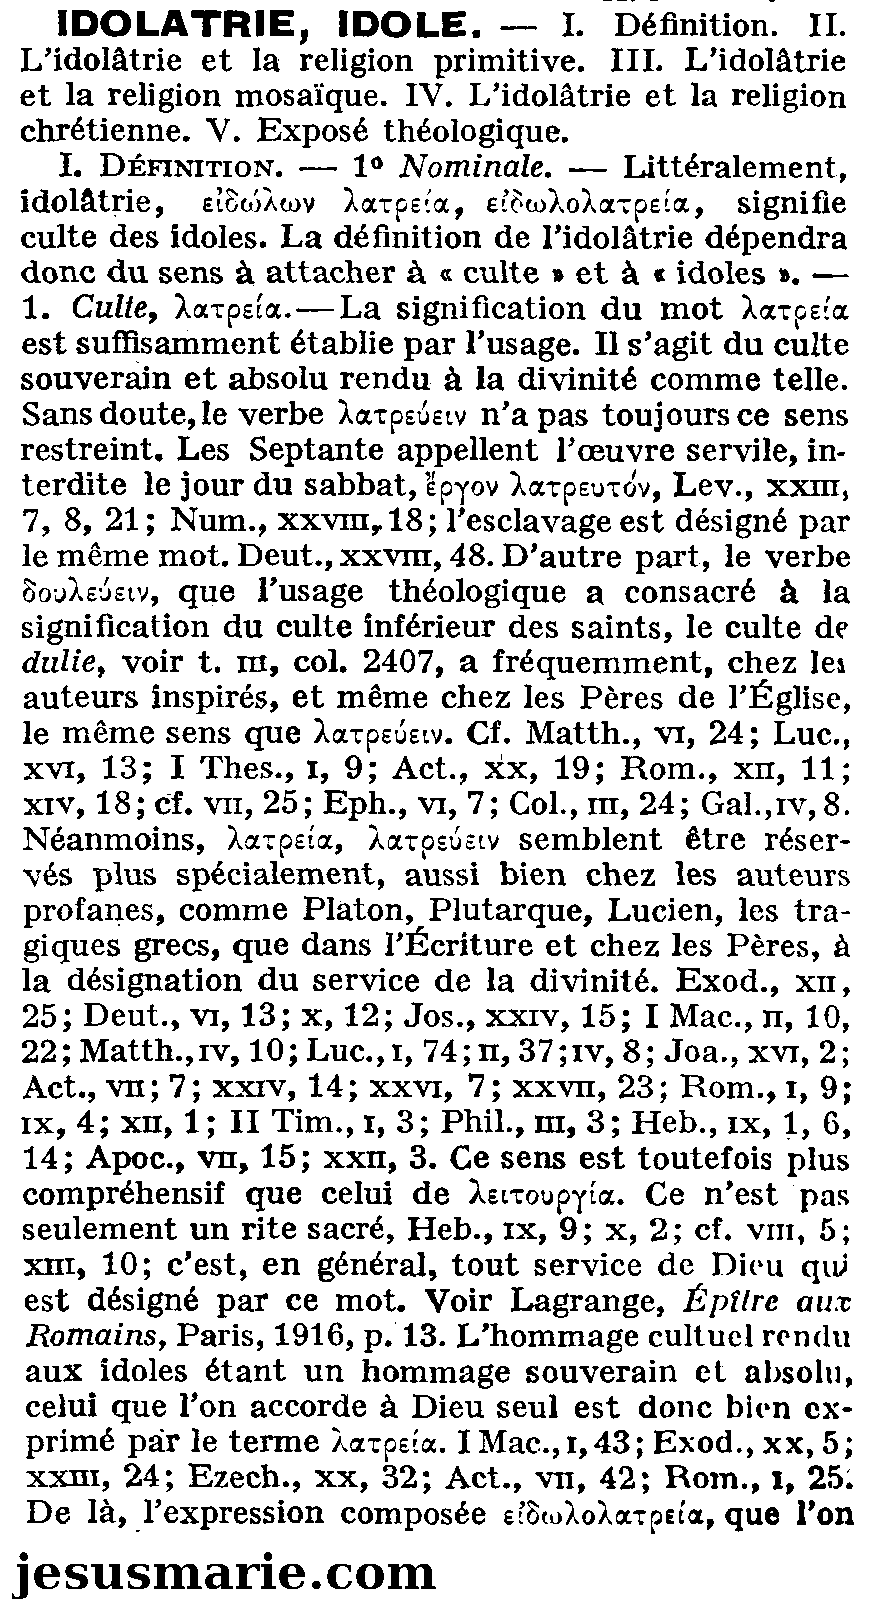 IDOLATRIE, IDOLE. — I. Définition. II.
L'idolâtrie et la religion primitive. III. L'idolâtrie
et la religion mosaïque. IV. L'idolâtrie et la religion
chrétienne. V. Exposé théologique.
I. DÉFINITION. — 1º Nominale. — Littéralement,
idolâtrie, εἰδώλων λατρεία, εἰδωλολατρεία, signifie
culte des idoles. La définition de l'idolâtrie dépendra
donc du sens à attacher à « culte » et à « idoles ». —
1. Culte, λατρεία.—La signification du mot λατρεία
est suffisamment établie par l'usage. Il s'agit du culte
souverain et absolu rendu à la divinité comme telle.
Sans doute, le verbe λατρεύειν n'a pas toujours ce sens
restreint. Les Septante appellent l'œuvre servile, in-
terdite le jour du sabbat, ἔργον λατρευτόν, Lev., XXIII,
7, 8, 21; Num., XXVIII, 18; l'esclavage est désigné par
le même mot. Deut., XXVIII, 48. D'autre part, le verbe
δουλεύειν, que l'usage théologique a consacré à la
signification du culte inférieur des saints, le culte de
dulie, voir t. III, col. 2407, a fréquemment, chez les
auteurs inspirés, et même chez les Pères de l'Église,
le même sens que λατρεύειν. Cf. Matth., VI, 24; Luc.,
XVI, 13; I Thes., I, 9; Act., XX, 19; Rom., XII, 11;
XIV, 18; cf. VII, 25; Eph., VI, 7; Col., III, 24; Gal., IV, 8.
Néanmoins, λατρεία, λατρεύειν semblent être réser-
vés plus spécialement, aussi bien chez les auteurs
profanes, comme Platon, Plutarque, Lucien, les tra-
giques grecs, que dans l'Écriture et chez les Pères, à
la désignation du service de la divinité. Exod., XII,
25; Deut., VI, 13; X, 12; Jos., XXIV, 15; I Mac., II, 10,
22; Matth., IV, 10; Luc., I, 74; II, 37; IV, 8; Joa., XVI, 2;
Act., VII; 7; XXIV, 14; XXVI, 7; XXVII, 23; Rom., I, 9;
IX, 4; XII, 1; II Tim., I, 3; Phil., III, 3; Heb., IX, 1, 6,
14; Apoc., VII, 15; XXII, 3. Ce sens est toutefois plus
compréhensif que celui de λειτουργία. Ce n'est pas
seulement un rite sacré, Heb., IX, 9; X, 2; cf. VIII, 5;
XIII, 10; c'est, en général, tout service de Dieu qui
est désigné par ce mot. Voir Lagrange, Épître aux
Romains, Paris, 1916, p. 13. L'hommage cultuel rendu
aux idoles étant un hommage souverain et absolu,
celui que l'on accorde à Dieu seul est donc bien ex-
primé par le terme λατρεία. I Mac., I, 43; Exod., XX, 5;
XXIII, 24; Ezech., XX, 32; Act., VII, 42; Rom., I, 25.
De là, l'expression composée εἰδωλολατρεία, que l'on
jesusmarie.com